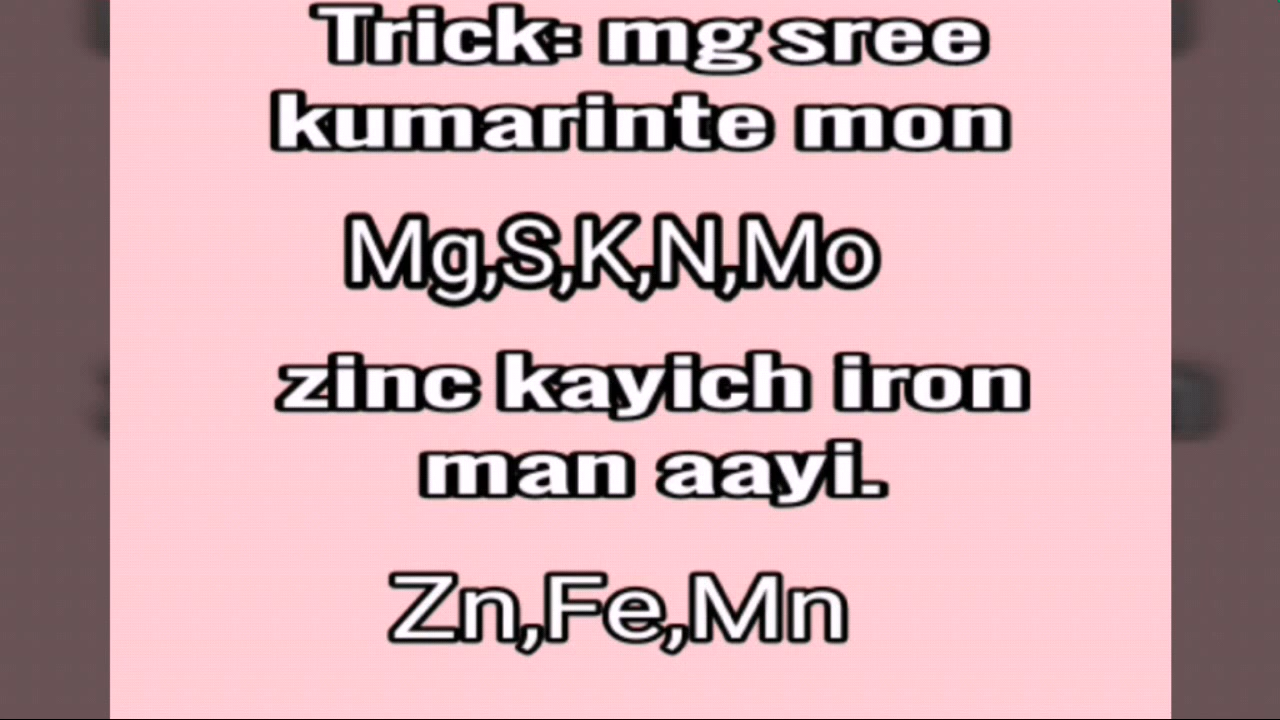 Trick: mg sree
kumarinte mon
Mg,S,K,N,Mo
zinc kayich iron
man aayi.
Zn,Fe,Mn